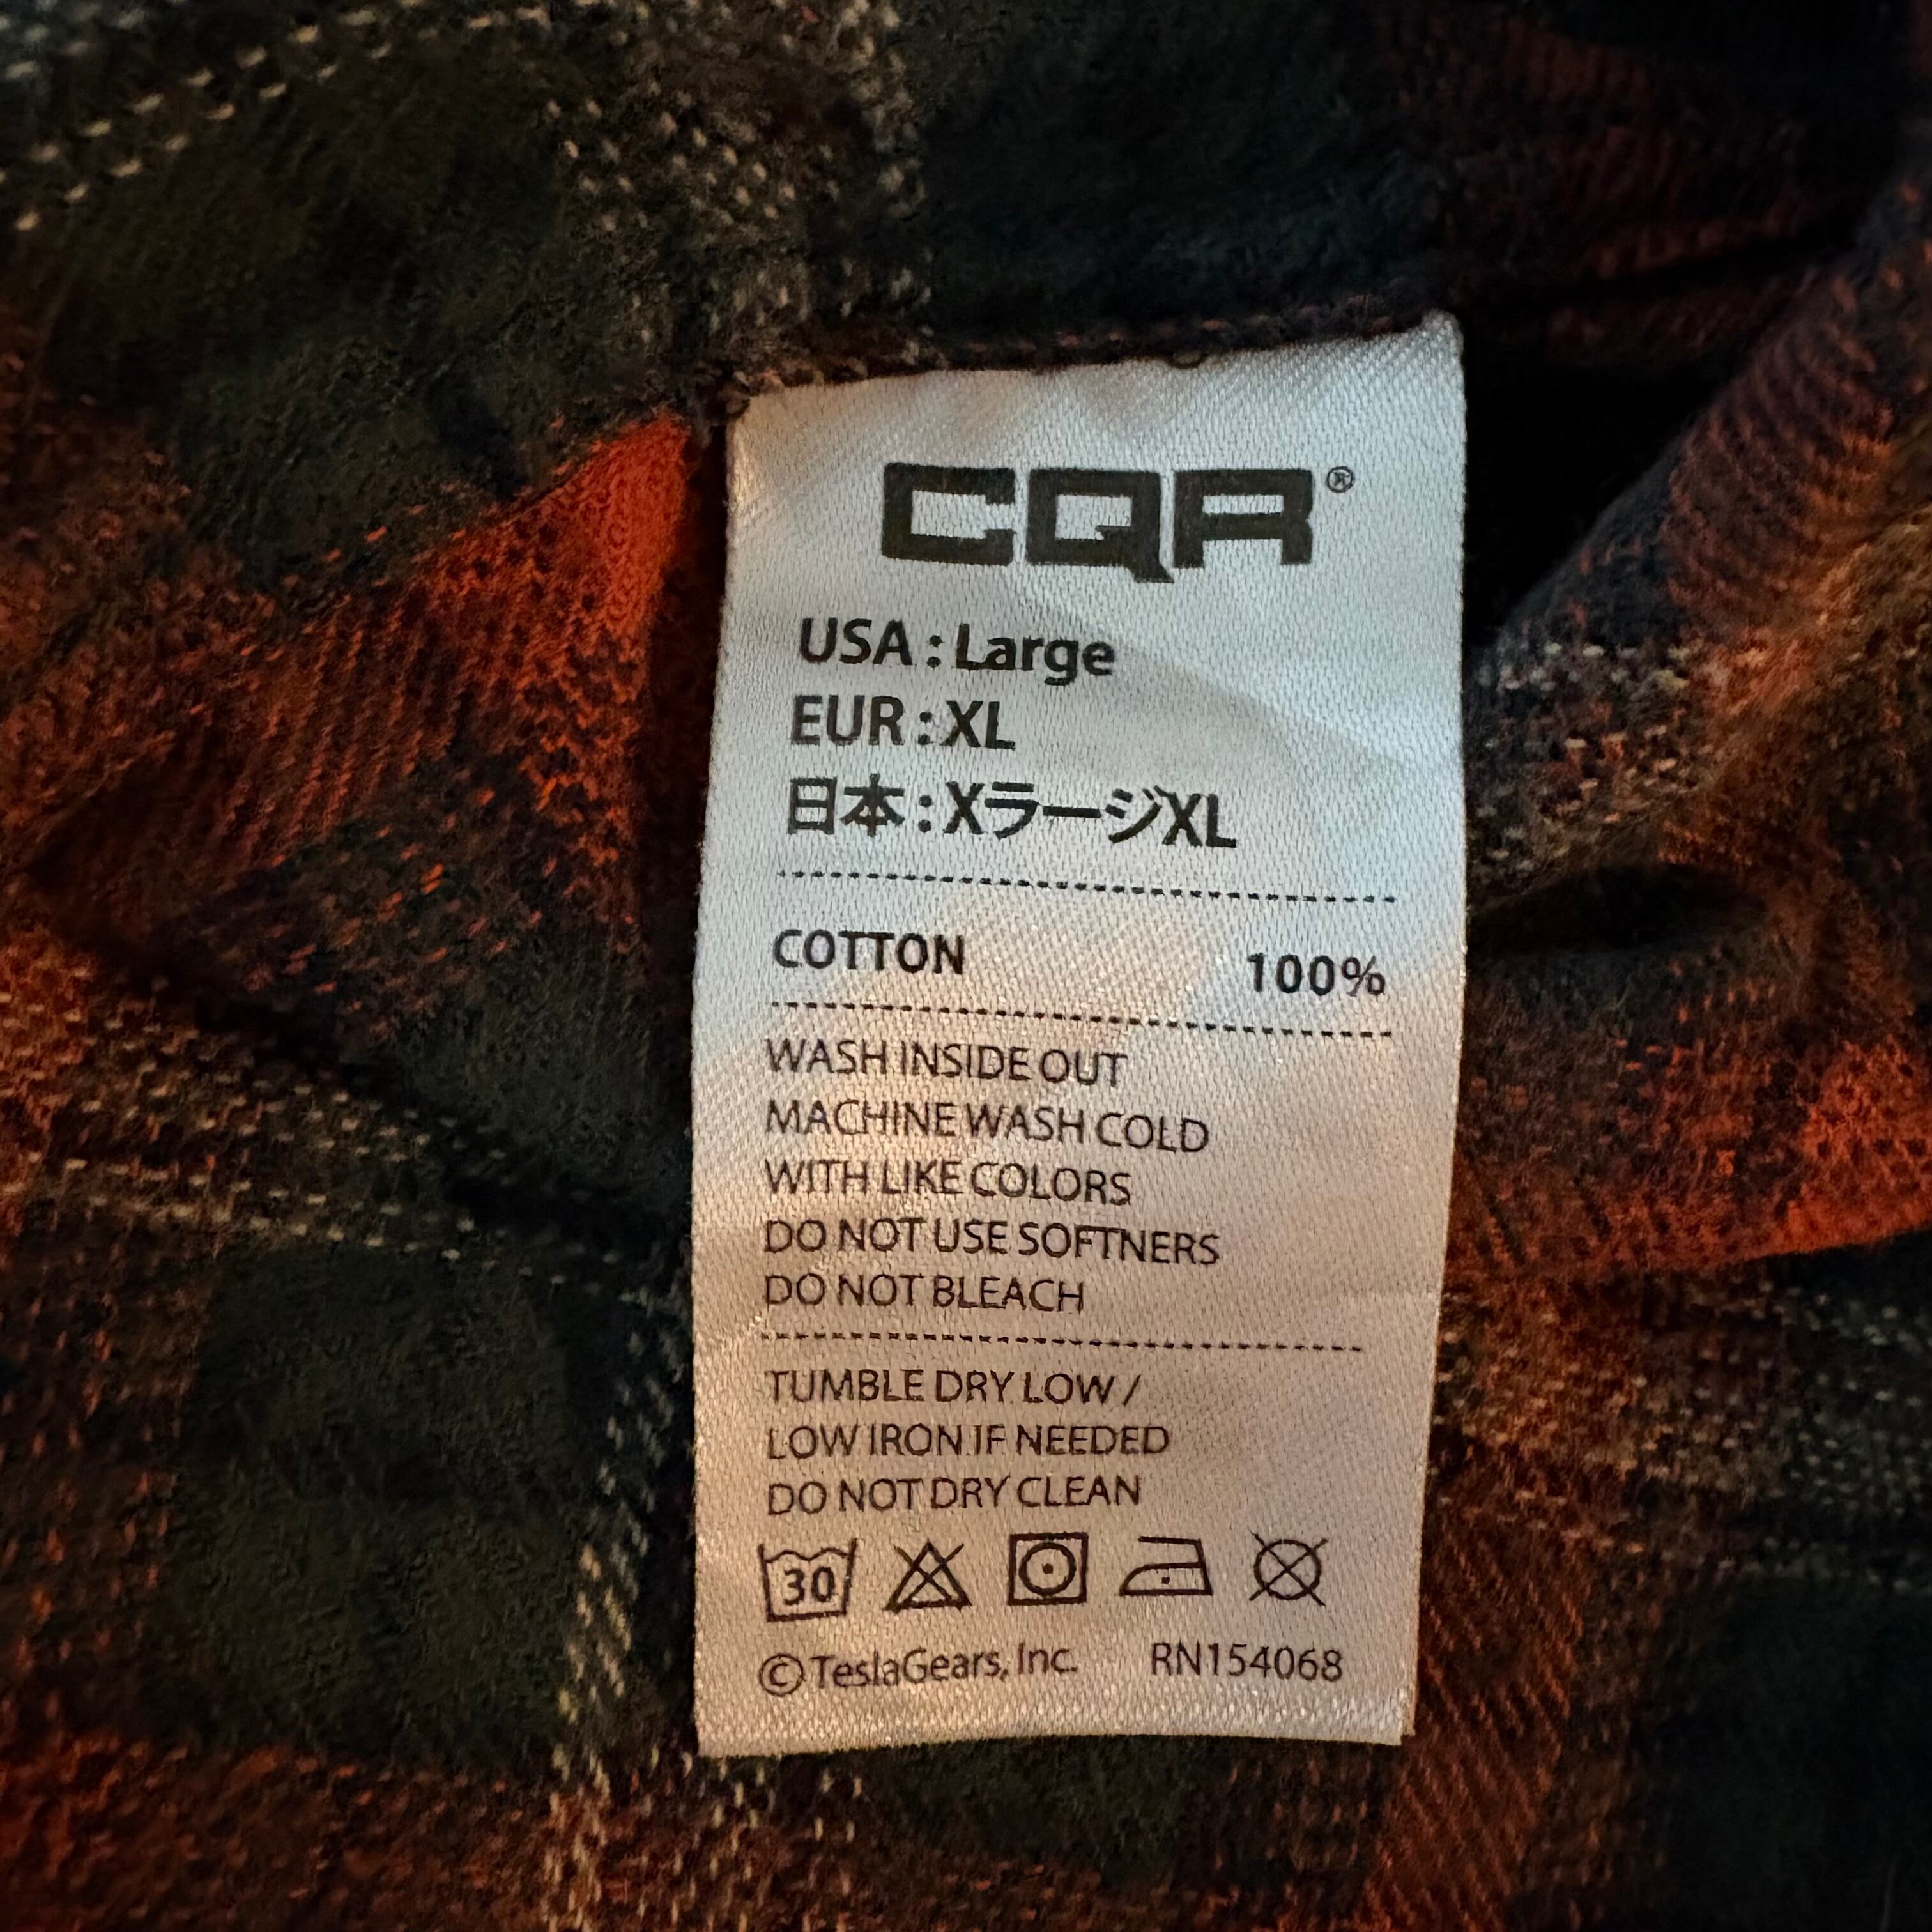 CQR®
USA : Large
EUR : XL
日本 : XラージXL
COTTON 100%
WASH INSIDE OUT
MACHINE WASH COLD
WITH LIKE COLORS
DO NOT USE SOFTNERS
DO NOT BLEACH
TUMBLE DRY LOW /
LOW IRON IF NEEDED
DO NOT DRY CLEAN
30
©TeslaGears, Inc. RN154068